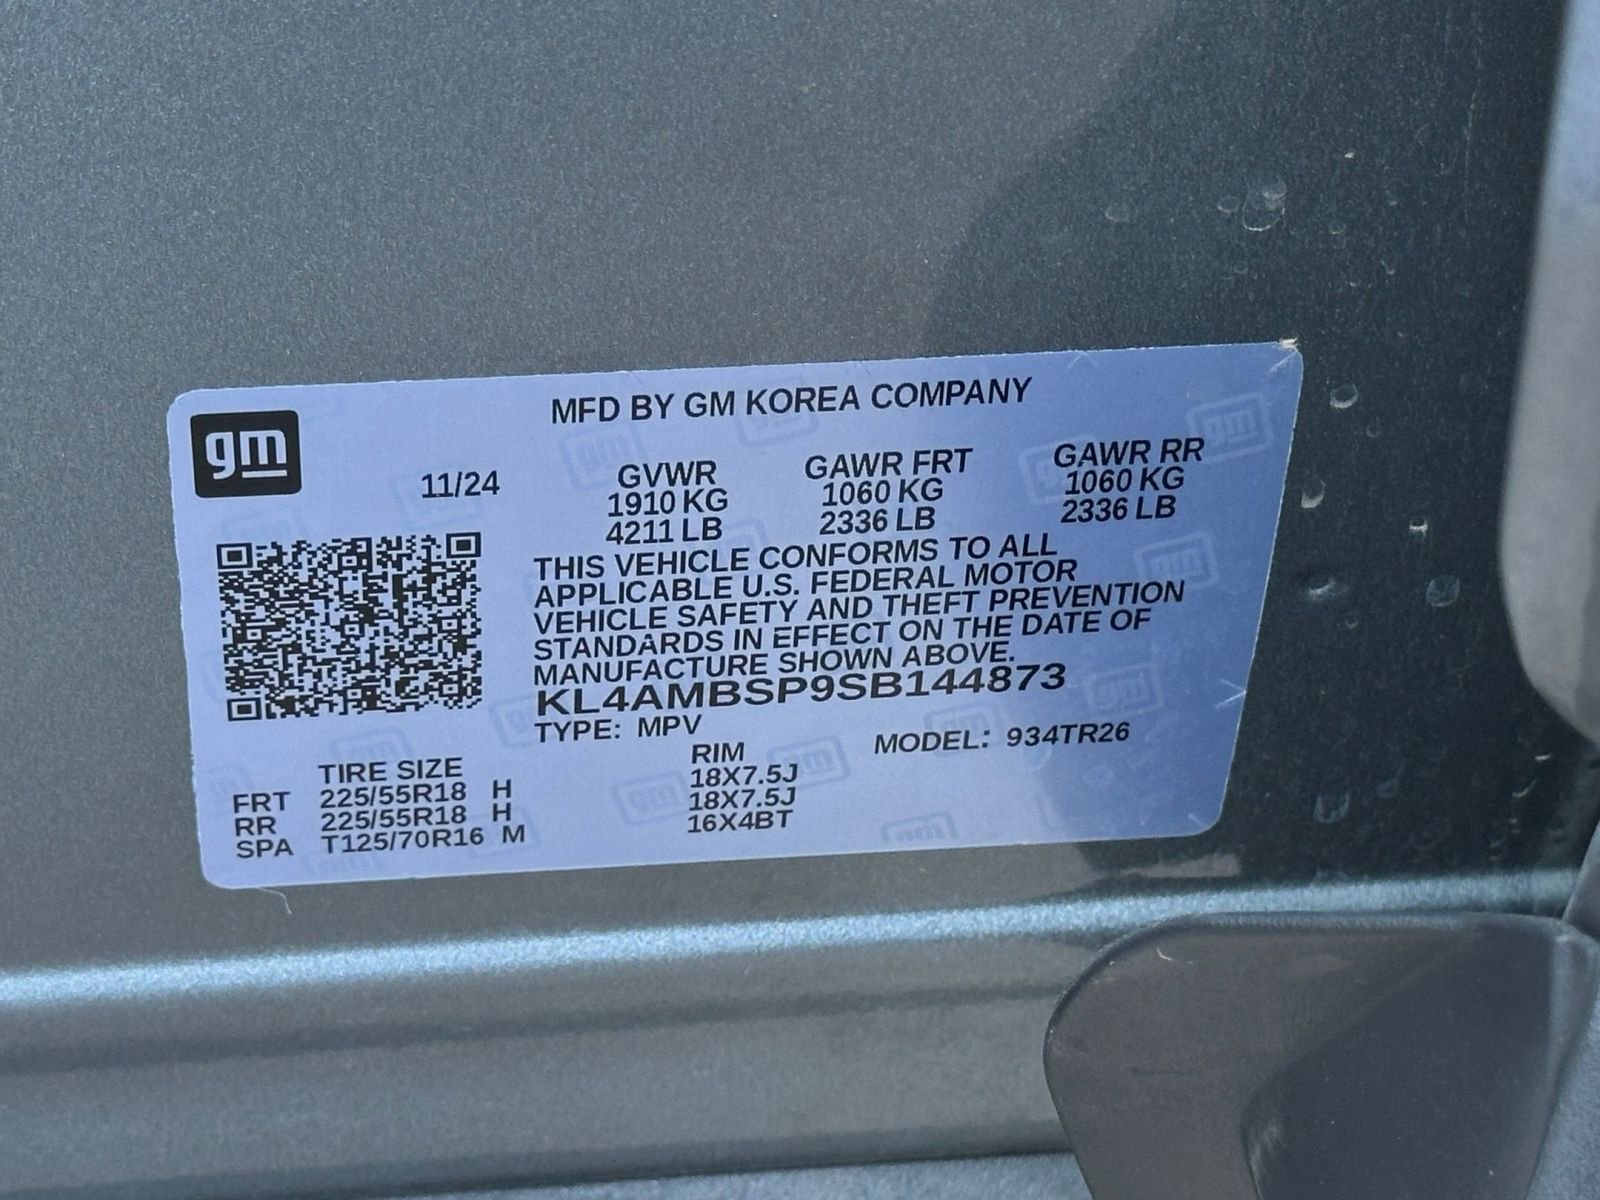 gm
MFD BY GM KOREA COMPANY
11/24
GVWR GAWR FRT GAWR RR
1910 KG 1060 KG 1060 KG
4211 LB 2336 LB 2336 LB
THIS VEHICLE CONFORMS TO ALL
APPLICABLE U.S. FEDERAL MOTOR
VEHICLE SAFETY AND THEFT PREVENTION
STANDARDS IN EFFECT ON THE DATE OF
MANUFACTURE SHOWN ABOVE.
KL4AMBSP9SB144873
TYPE: MPV MODEL: 934TR26
TIRE SIZE RIM
FRT 225/55R18 H 18X7.5J
RR 225/55R18 H 18X7.5J
SPA T125/70R16 M 16X4BT